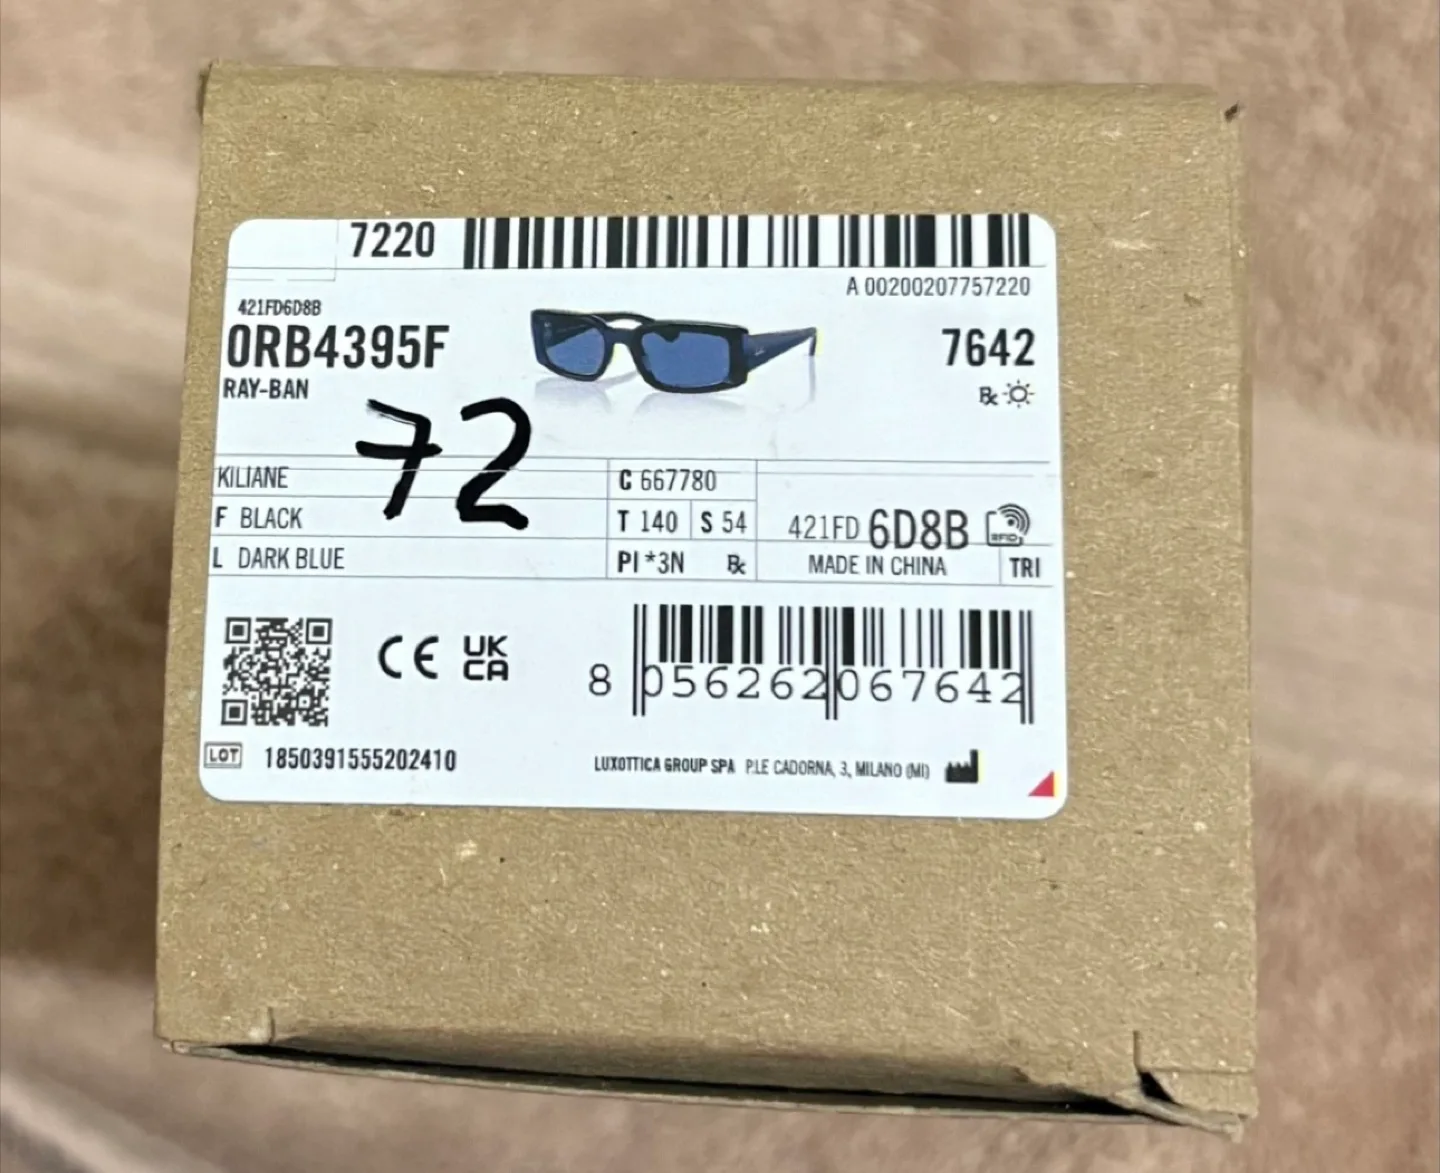 7220
A 00200207757220
421FD6D8B
0RB4395F
7642
RAY-BAN
72
KILIANE
C 667780
F BLACK
T 140 S 54
421FD 6D8B RFID
L DARK BLUE
PI *3N ℞
MADE IN CHINA TRI
CE UK CA
8 056262 067642
LOT 1850391555202410
LUXOTTICA GROUP SPA P.LE CADORNA, 3, MILANO (MI)